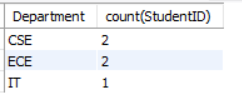 Department count(StudentID)
CSE 2
ECE 2
IT 1